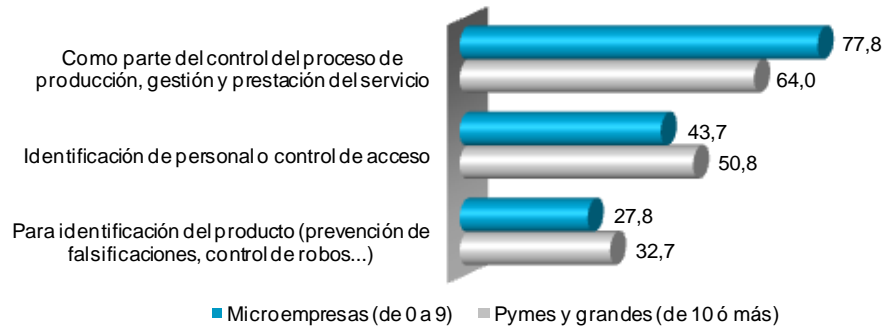 Como parte del control del proceso de
producción, gestión y prestación del servicio
77,8
64,0
Identificación de personal o control de acceso
43,7
50,8
Para identificación del producto (prevención de
falsificaciones, control de robos...)
27,8
32,7
Microempresas (de 0 a 9) Pymes y grandes (de 10 ó más)